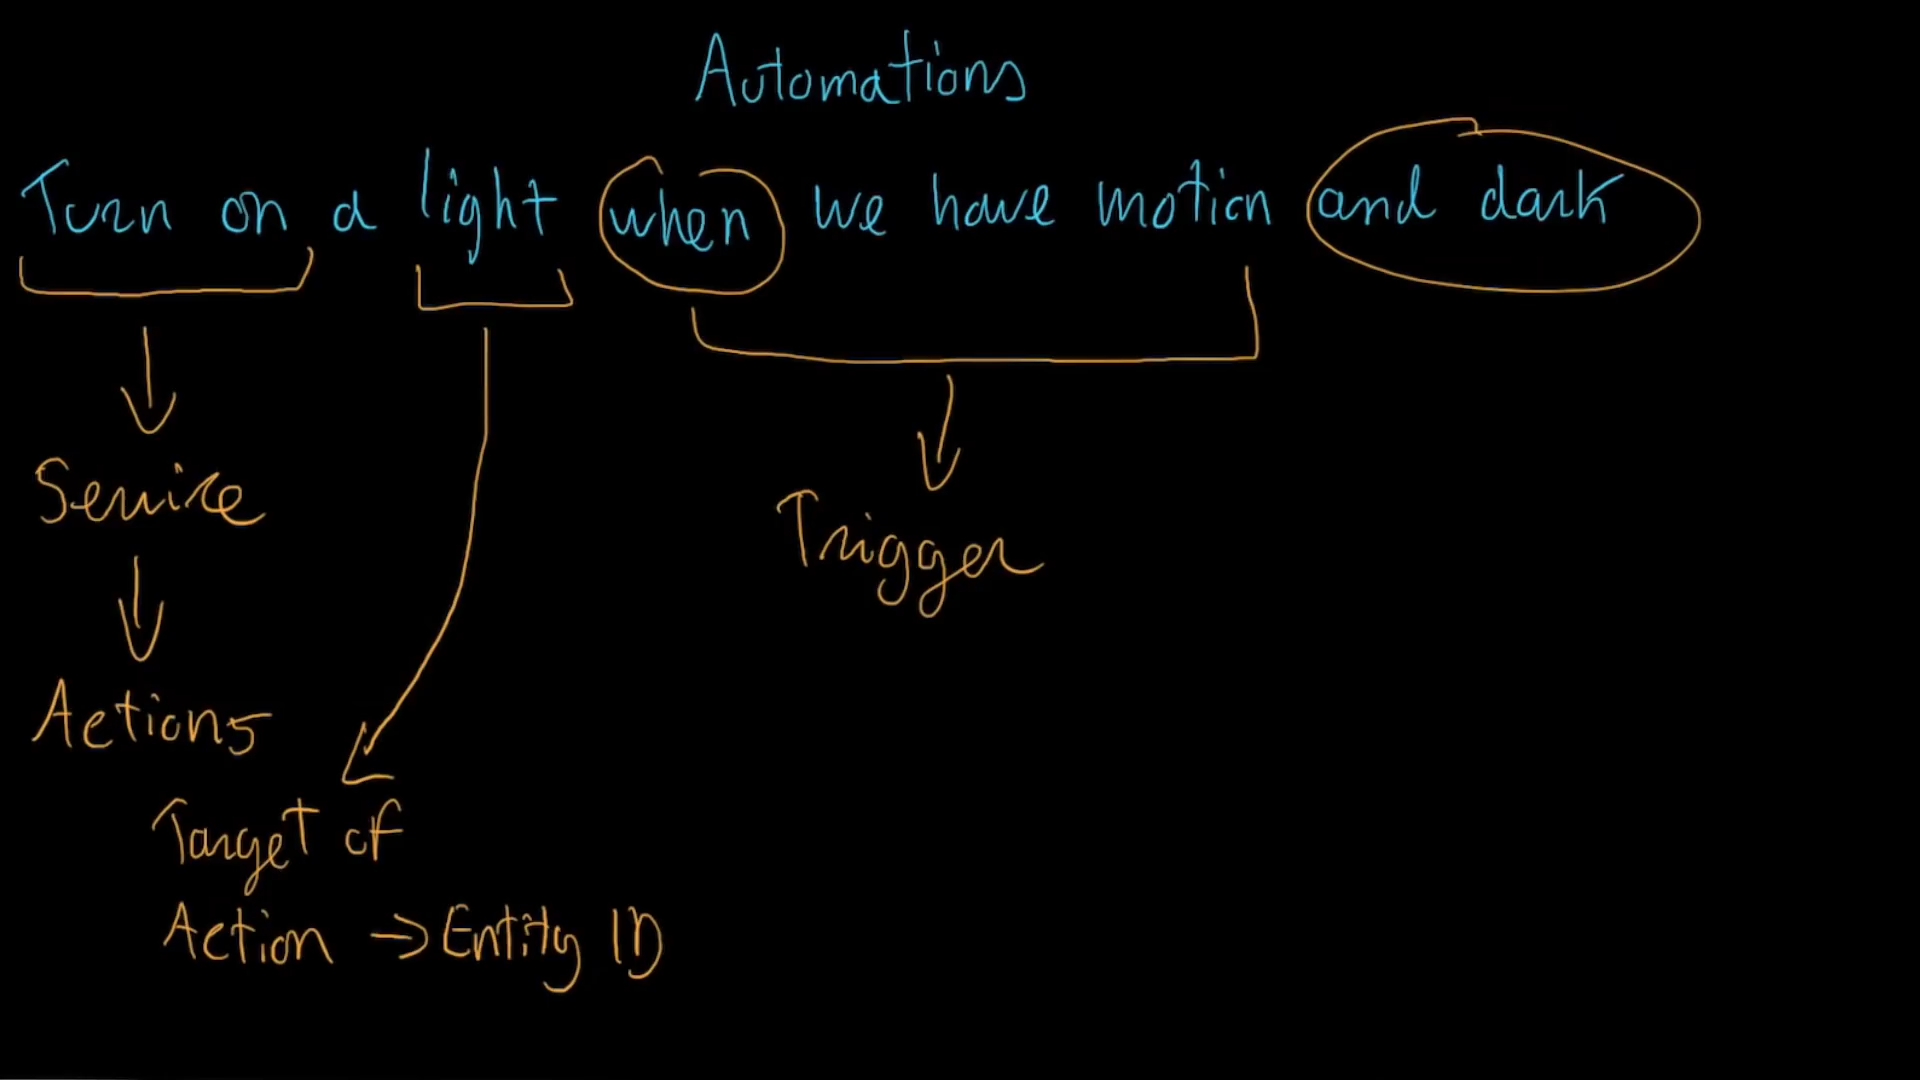 Automations
Turn on a light when we have motion and dark
Service
Trigger
Actions
Target of
Action → Entity ID